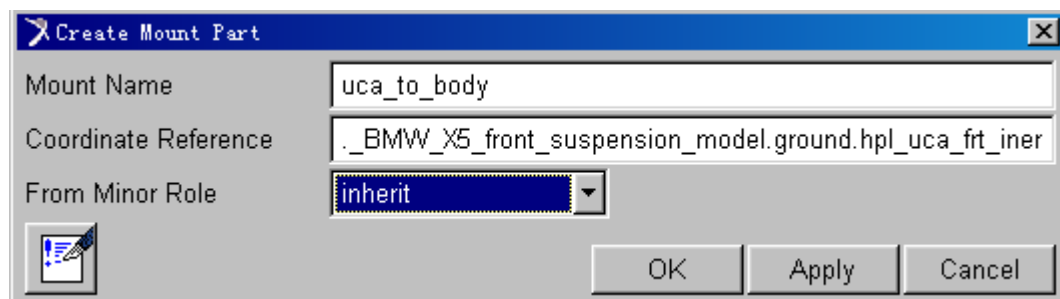 Create Mount Part
Mount Name uca_to_body
Coordinate Reference ._BMW_X5_front_suspension_model.ground.hpl_uca_frt_iner
From Minor Role inherit
OK Apply Cancel